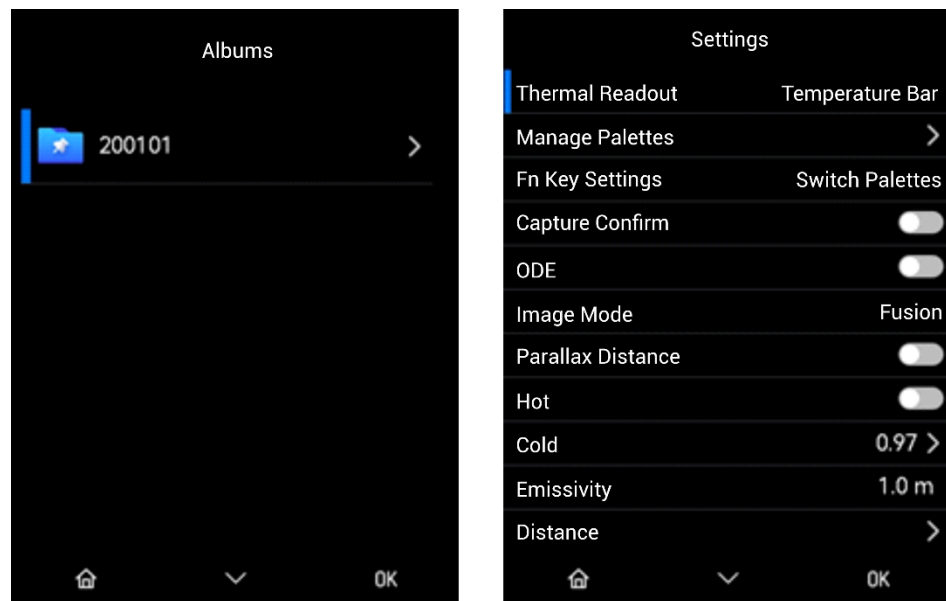 Albums
200101
OK
Settings
Thermal Readout Temperature Bar
Manage Palettes
Fn Key Settings Switch Palettes
Capture Confirm
ODE
Image Mode Fusion
Parallax Distance
Hot
Cold 0.97
Emissivity 1.0 m
Distance
OK